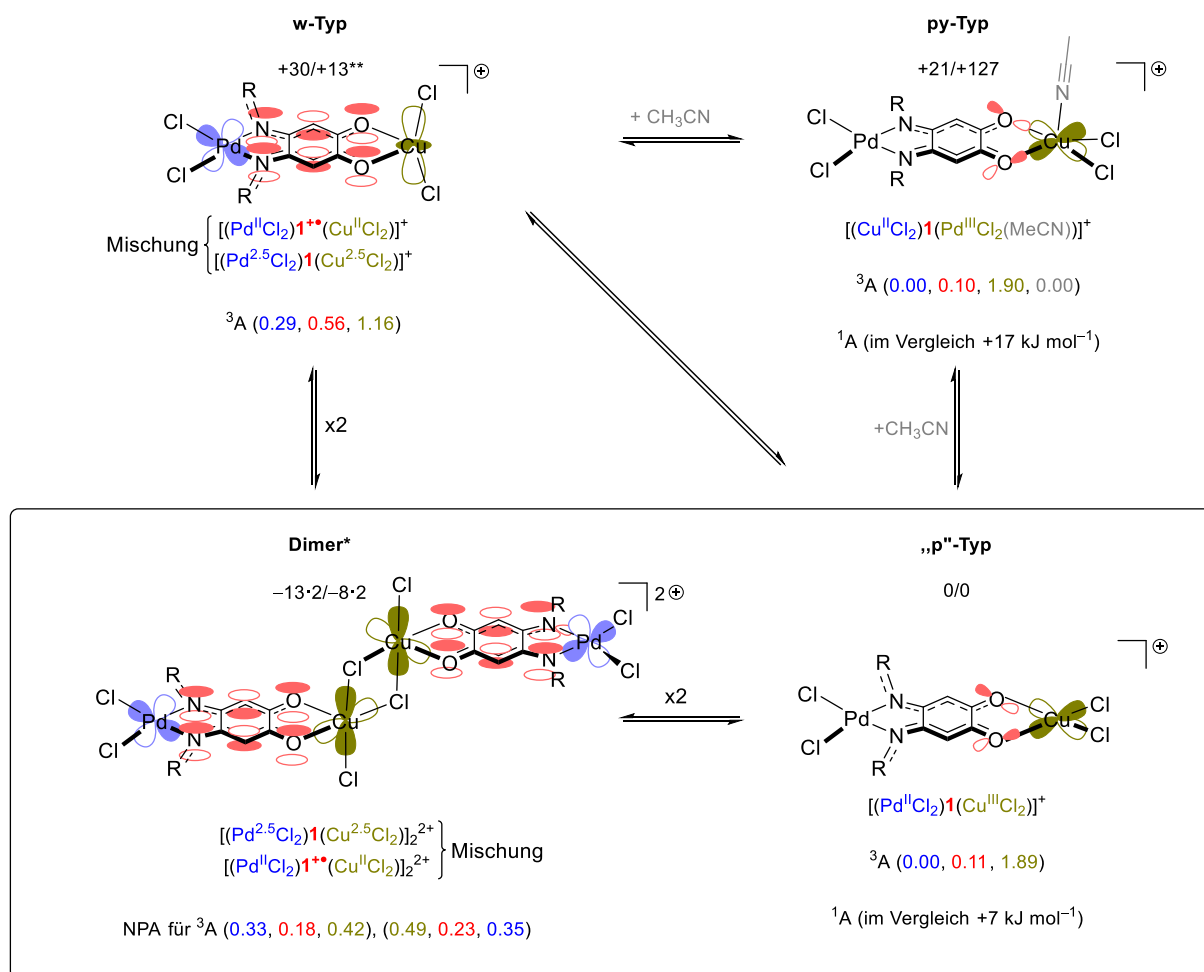 w-Typ
+30/+13**
R
Cl
N
O
Cl
⊕
Pd
Cu
Cl
N
O
R
Cl
[(PdᴵᴵCl₂)1⁺•(CuᴵᴵCl₂)]⁺
Mischung
[(Pd²·⁵Cl₂)1(Cu²·⁵Cl₂)]⁺
³A (0.29, 0.56, 1.16)
+ CH₃CN
py-Typ
+21/+127
⊕
N
R
Cl
N
O
Pd
Cu
Cl
Cl
N
O
Cl
R
[(CuᴵᴵCl₂)1(PdᴵᴵᴵCl₂(MeCN))]⁺
³A (0.00, 0.10, 1.90, 0.00)
¹A (im Vergleich +17 kJ mol⁻¹)
x2
+CH₃CN
Dimer*
−13·2/−8·2
Cl
R
2⊕
O
N
Cl
Cu
Pd
O
N
Cl
Cl
R
R
Cl
N
O
Cl
Pd
Cu
Cl
N
O
R
Cl
[(Pd²·⁵Cl₂)1(Cu²·⁵Cl₂)]₂²⁺
[(PdᴵᴵCl₂)1⁺•(CuᴵᴵCl₂)]₂²⁺
Mischung
NPA für ³A (0.33, 0.18, 0.42), (0.49, 0.23, 0.35)
x2
,,p"-Typ
0/0
⊕
R
Cl
N
O
Cl
Pd
Cu
Cl
N
O
Cl
R
[(PdᴵᴵCl₂)1(CuᴵᴵᴵCl₂)]⁺
³A (0.00, 0.11, 1.89)
¹A (im Vergleich +7 kJ mol⁻¹)